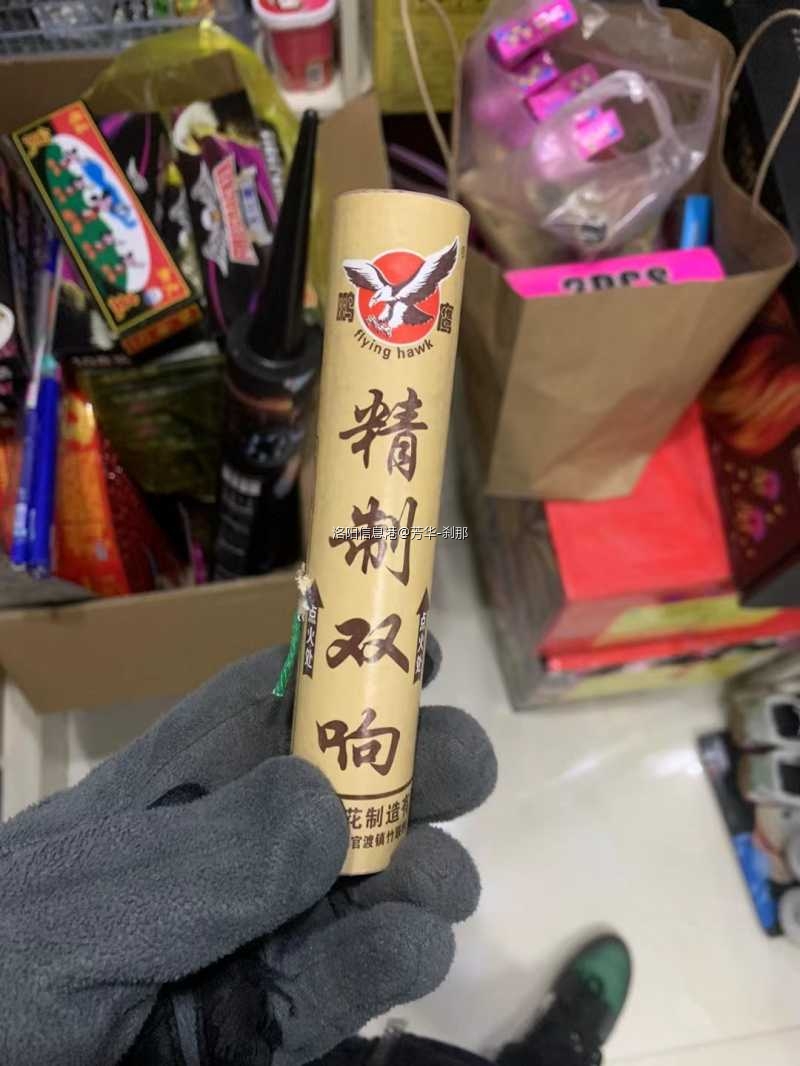 鹏 鹰
flying hawk
精
制
双
响
点火处
点火处
花制造有
官渡镇竹
洛阳信息港@芳华-刹那
2PCS